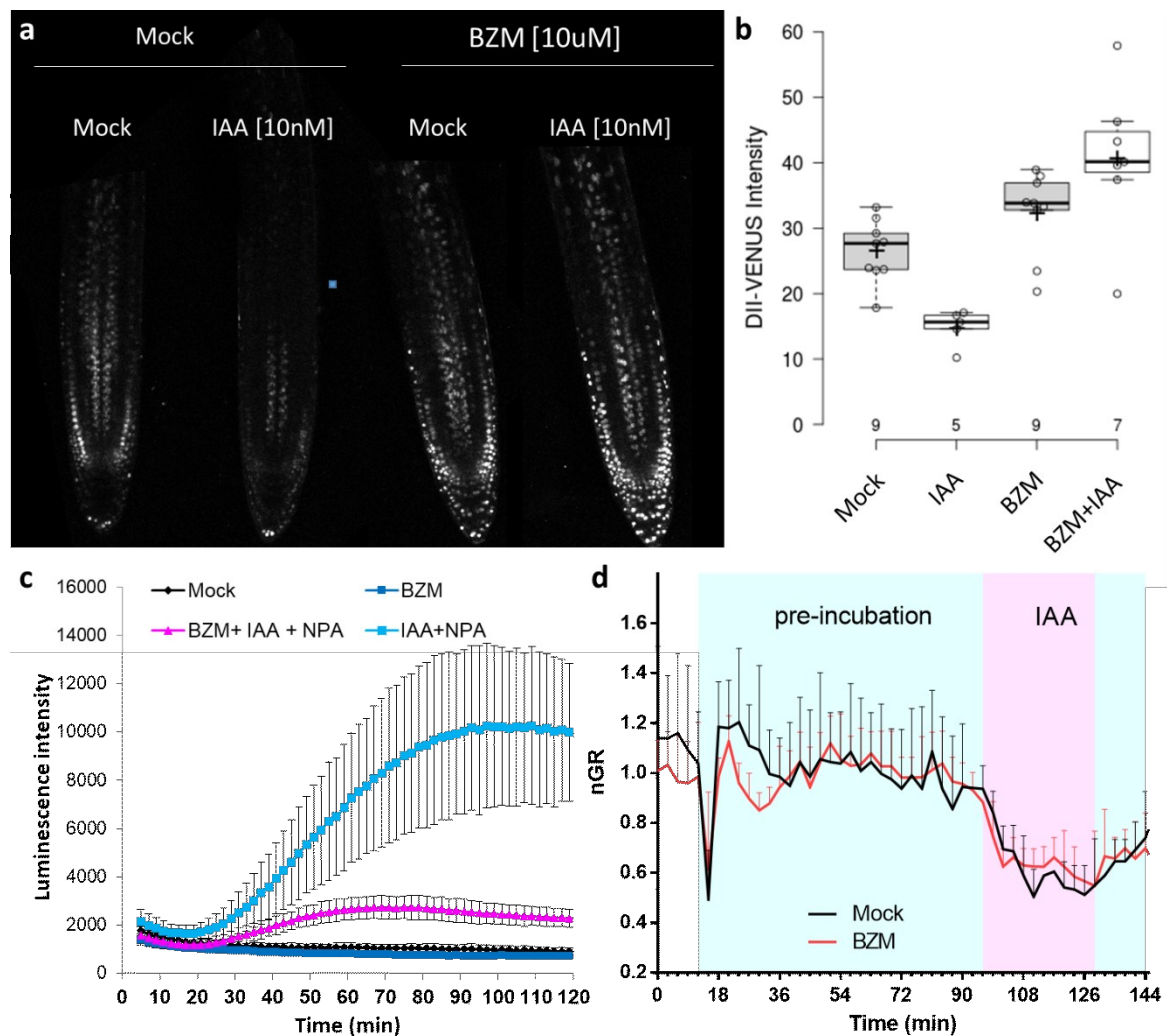 a
Mock BZM [10uM]
Mock IAA [10nM] Mock IAA [10nM]
b
DII-VENUS Intensity
60
50
40
30
20
10
0
9 5 9 7
Mock IAA BZM BZM+IAA
c
Mock BZM
BZM+ IAA + NPA IAA+NPA
Luminescence intensity
16000
14000
12000
10000
8000
6000
4000
2000
0
0 10 20 30 40 50 60 70 80 90 100 110 120
Time (min)
d
pre-incubation IAA
nGR
1.6
1.4
1.2
1.0
0.8
0.6
0.4
0.2
Mock
BZM
0 18 36 54 72 90 108 126 144
Time (min)